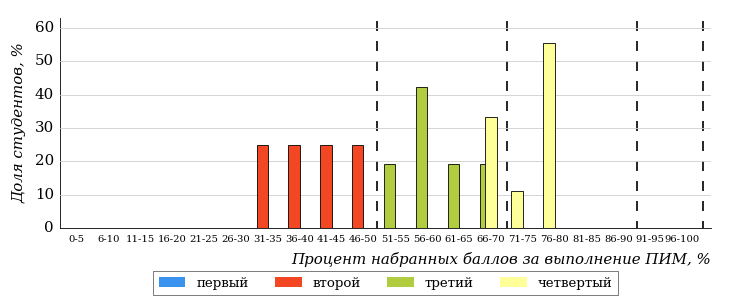 Доля студентов, %
60
50
40
30
20
10
0
0-5 6-10 11-15 16-20 21-25 26-30 31-35 36-40 41-45 46-50 51-55 56-60 61-65 66-70 71-75 76-80 81-85 86-90 91-95 96-100
Процент набранных баллов за выполнение ПИМ, %
первый второй третий четвертый